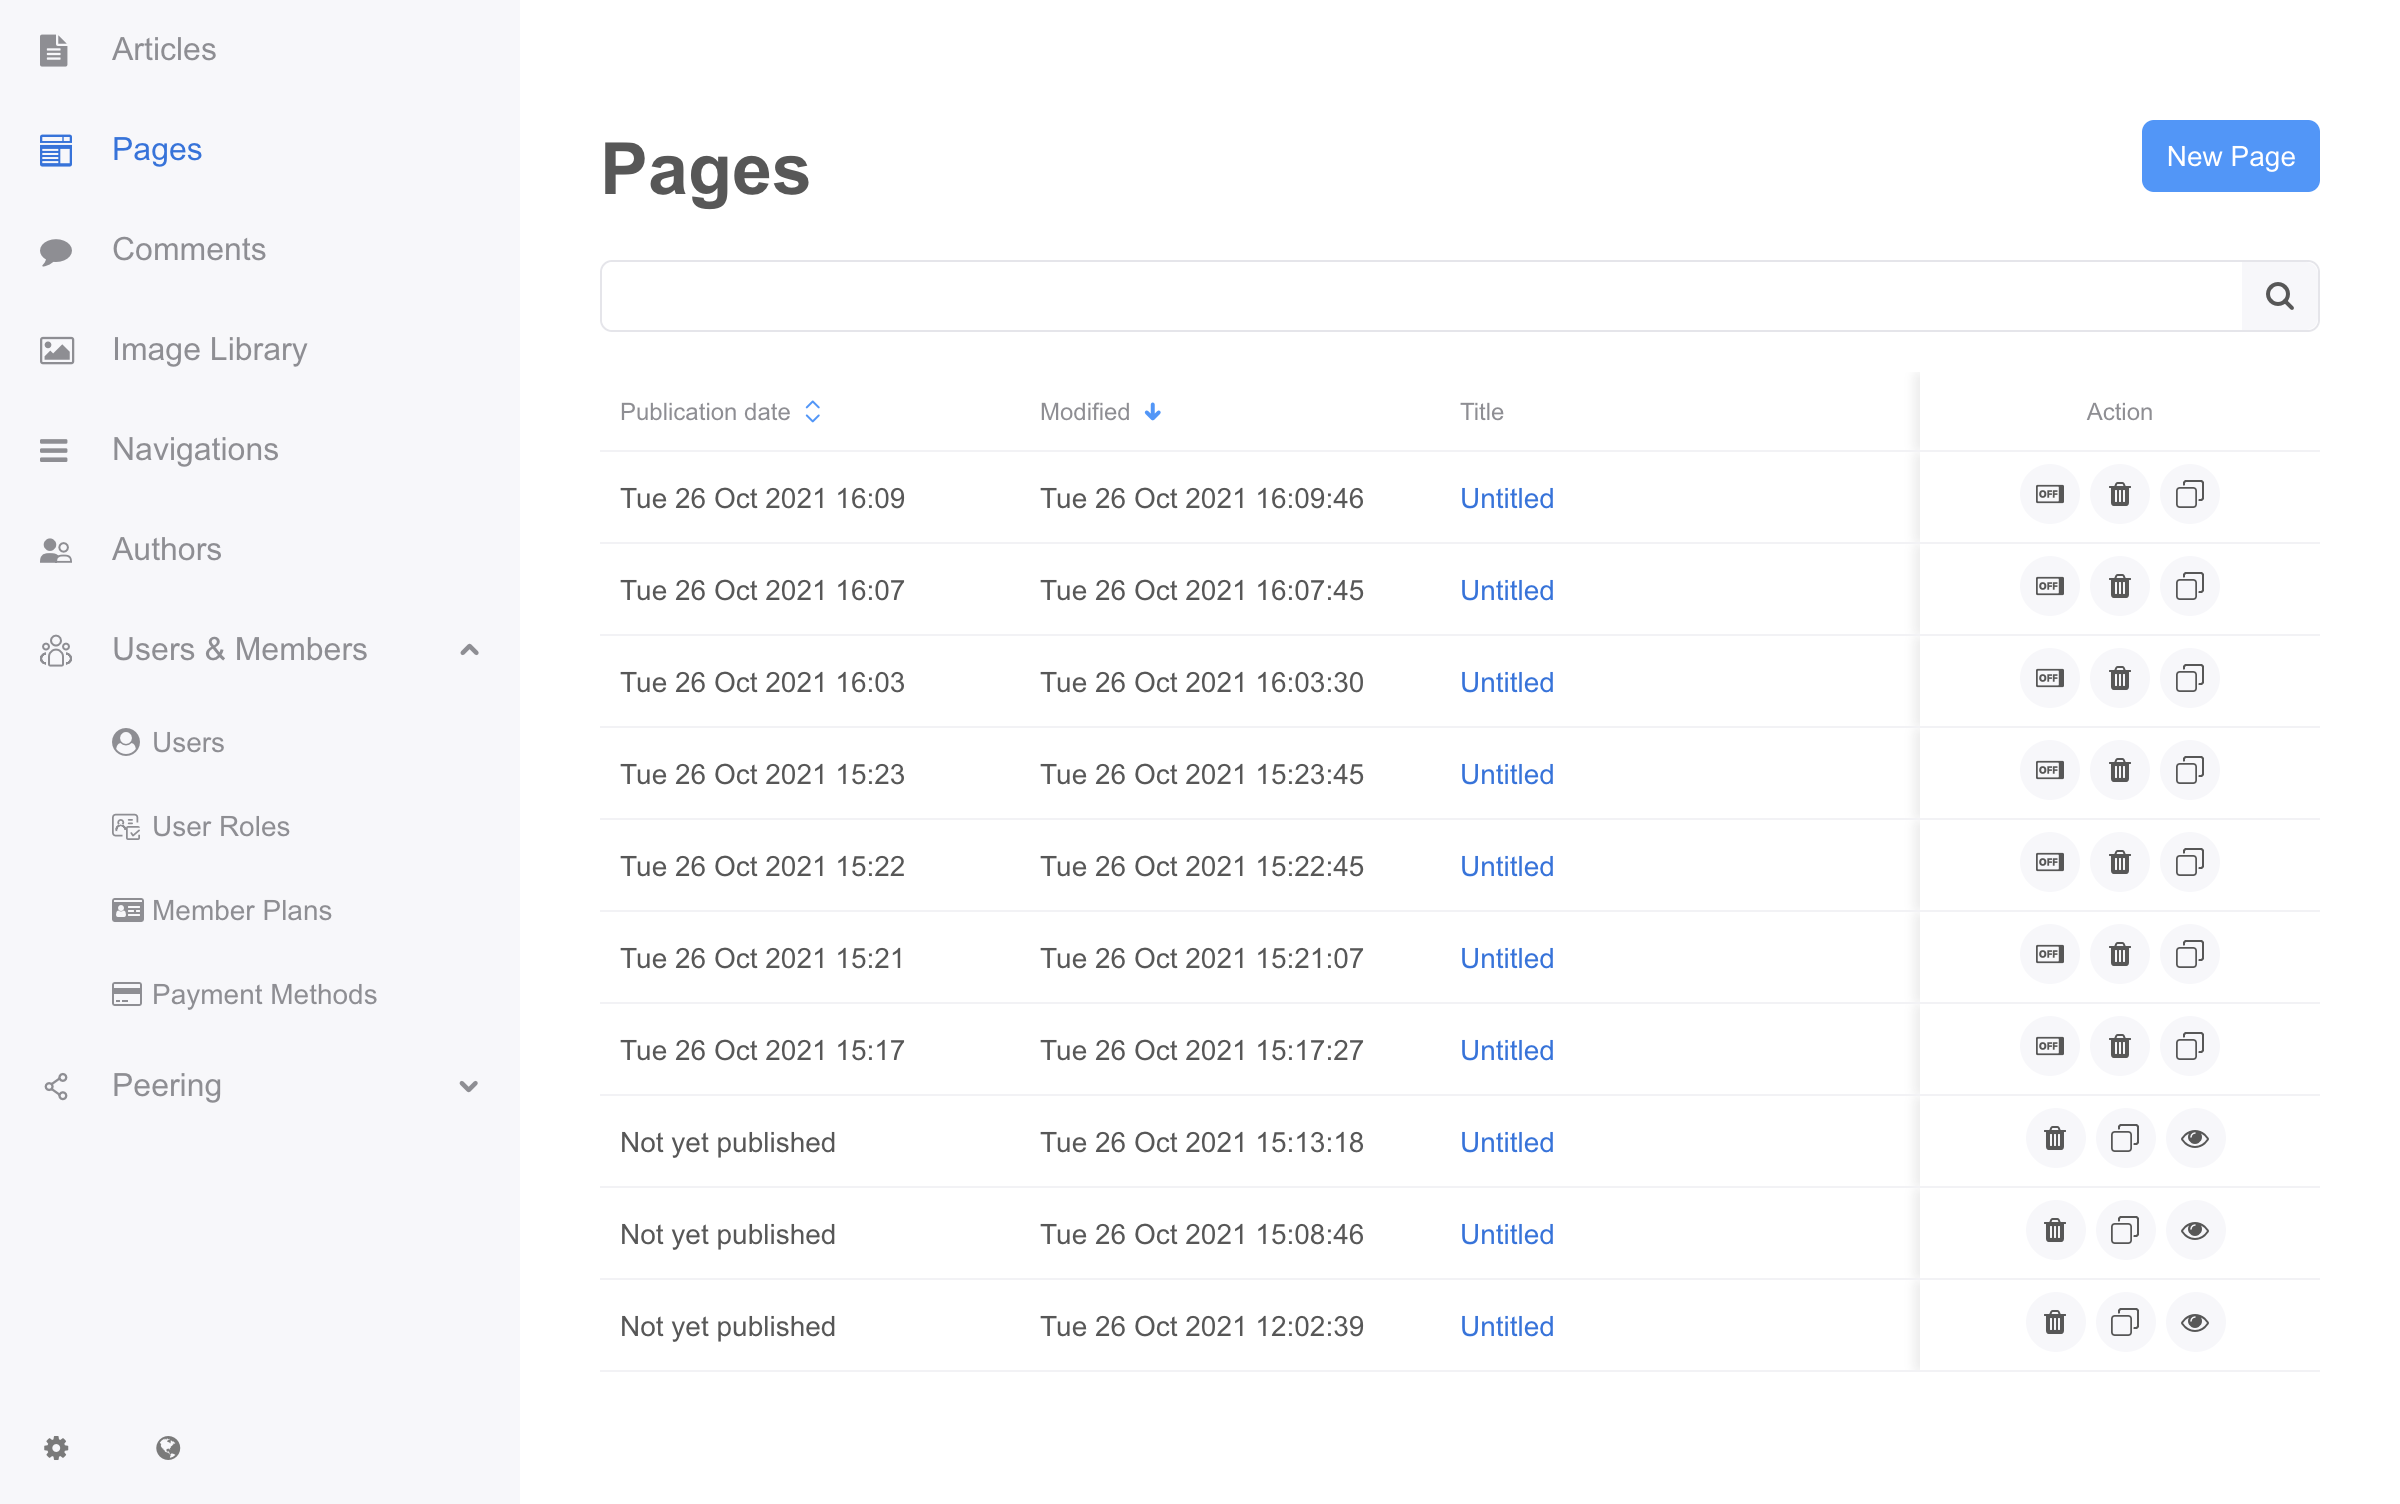 Articles
Pages
Comments
Image Library
Navigations
Authors
Users & Members
Users
User Roles
Member Plans
Payment Methods
Peering
Pages
New Page
Publication date Modified Title Action
Tue 26 Oct 2021 16:09 Tue 26 Oct 2021 16:09:46 Untitled OFF
Tue 26 Oct 2021 16:07 Tue 26 Oct 2021 16:07:45 Untitled OFF
Tue 26 Oct 2021 16:03 Tue 26 Oct 2021 16:03:30 Untitled OFF
Tue 26 Oct 2021 15:23 Tue 26 Oct 2021 15:23:45 Untitled OFF
Tue 26 Oct 2021 15:22 Tue 26 Oct 2021 15:22:45 Untitled OFF
Tue 26 Oct 2021 15:21 Tue 26 Oct 2021 15:21:07 Untitled OFF
Tue 26 Oct 2021 15:17 Tue 26 Oct 2021 15:17:27 Untitled OFF
Not yet published Tue 26 Oct 2021 15:13:18 Untitled
Not yet published Tue 26 Oct 2021 15:08:46 Untitled
Not yet published Tue 26 Oct 2021 12:02:39 Untitled